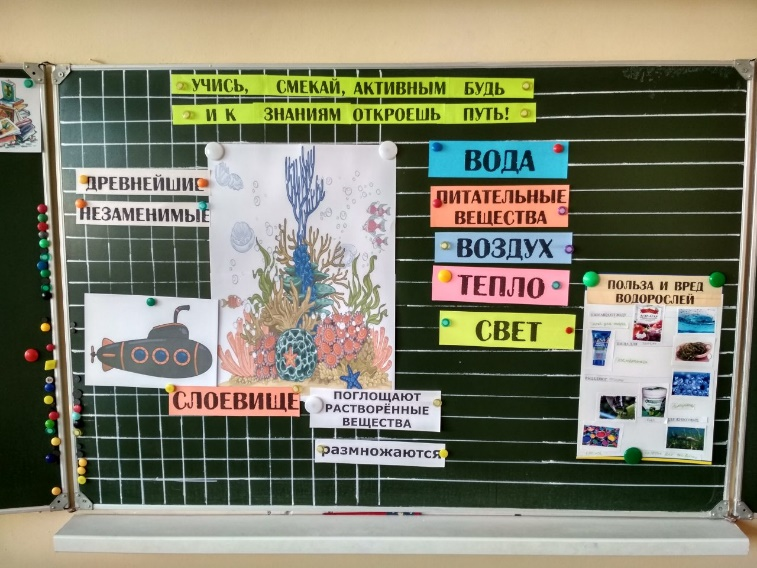 УЧИСЬ, СМЕКАЙ, АКТИВНЫМ БУДЬ
И К ЗНАНИЯМ ОТКРОЕШЬ ПУТЬ!
ДРЕВНЕЙШИЕ
НЕЗАМЕНИМЫЕ
ВОДА
ПИТАТЕЛЬНЫЕ
ВЕЩЕСТВА
ВОЗДУХ
ТЕПЛО
СВЕТ
СЛОЕВИЩЕ
ПОГЛОЩАЮТ
РАСТВОРЁННЫЕ
ВЕЩЕСТВА
размножаются
ПОЛЬЗА И ВРЕД
ВОДОРОСЛЕЙ